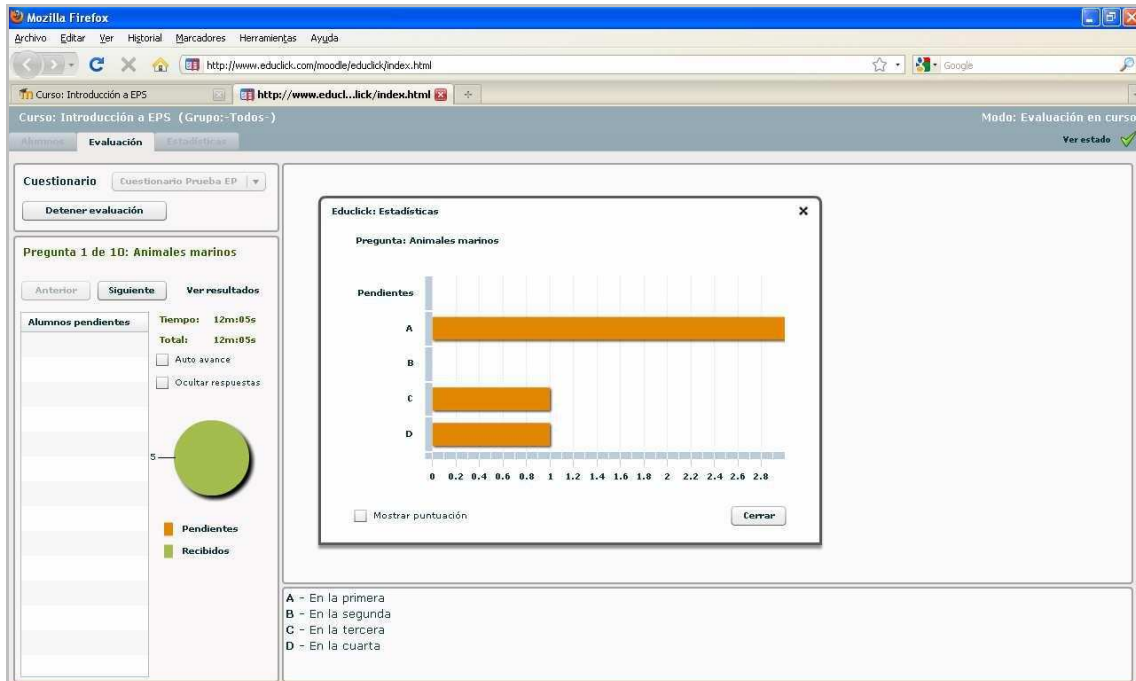 Mozilla Firefox
Archivo Editar Ver Historial Marcadores Herramientas Ayuda
http://www.educlick.com/moodle/educlick/index.html
Google
Curso: Introducción a EPS
http://www.educl...lick/index.html
Curso: Introducción a EPS (Grupo:-Todos-)
Modo: Evaluación en curso
Alumnos Evaluación Estadísticas
Ver estado
Cuestionario Cuestionario Prueba EP
Detener evaluación
Pregunta 1 de 10: Animales marinos
Anterior Siguiente Ver resultados
Alumnos pendientes
Tiempo: 12m:05s
Total: 12m:05s
Auto avance
Ocultar respuestas
5
Pendientes
Recibidos
Educlick: Estadísticas
Pregunta: Animales marinos
Pendientes
A
B
C
D
0 0.2 0.4 0.6 0.8 1 1.2 1.4 1.6 1.8 2 2.2 2.4 2.6 2.8
Mostrar puntuación
Cerrar
A - En la primera
B - En la segunda
C - En la tercera
D - En la cuarta